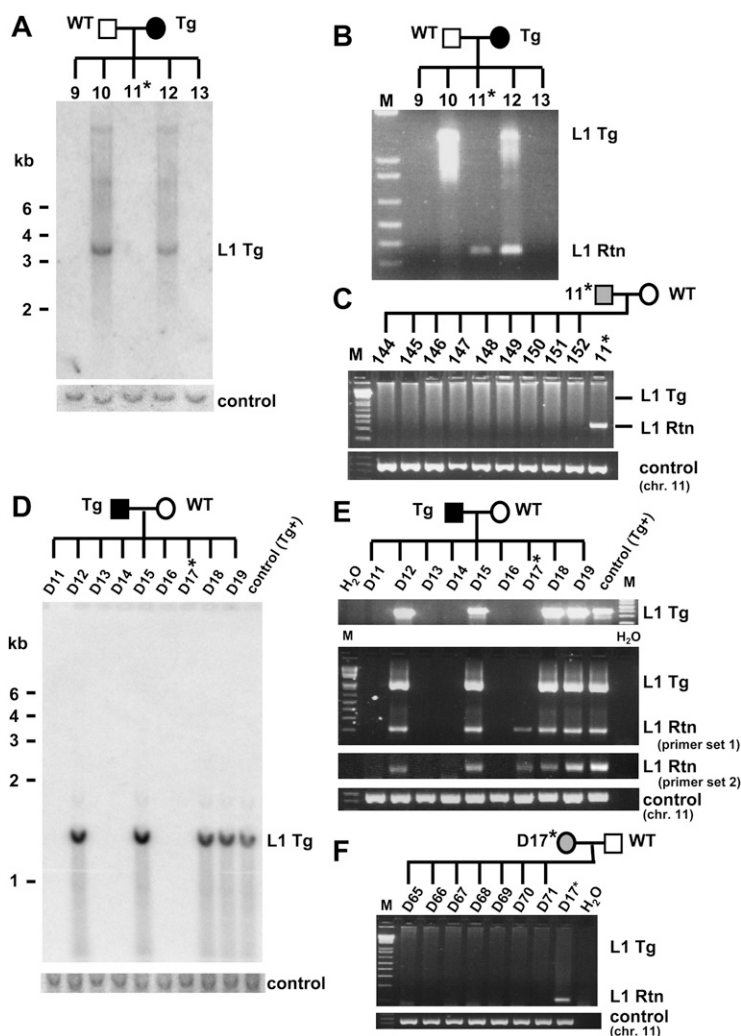 A
WT
Tg
9 10 11* 12 13
kb
6
4
3
2
L1 Tg
control
B
WT
Tg
M 9 10 11* 12 13
L1 Tg
L1 Rtn
C
11*
WT
M 144 145 146 147 148 149 150 151 152 11*
L1 Tg
L1 Rtn
control
(chr. 11)
D
Tg
WT
D11 D12 D13 D14 D15 D16 D17* D18 D19 control (Tg+)
kb
6
4
3
2
1
L1 Tg
control
E
Tg
WT
H2O D11 D12 D13 D14 D15 D16 D17* D18 D19 control (Tg+) M
L1 Tg
M
H2O
L1 Tg
L1 Rtn
(primer set 1)
L1 Rtn
(primer set 2)
control
(chr. 11)
F
D17*
WT
M D65 D66 D67 D68 D69 D70 D71 D17* H2O
L1 Tg
L1 Rtn
control
(chr. 11)